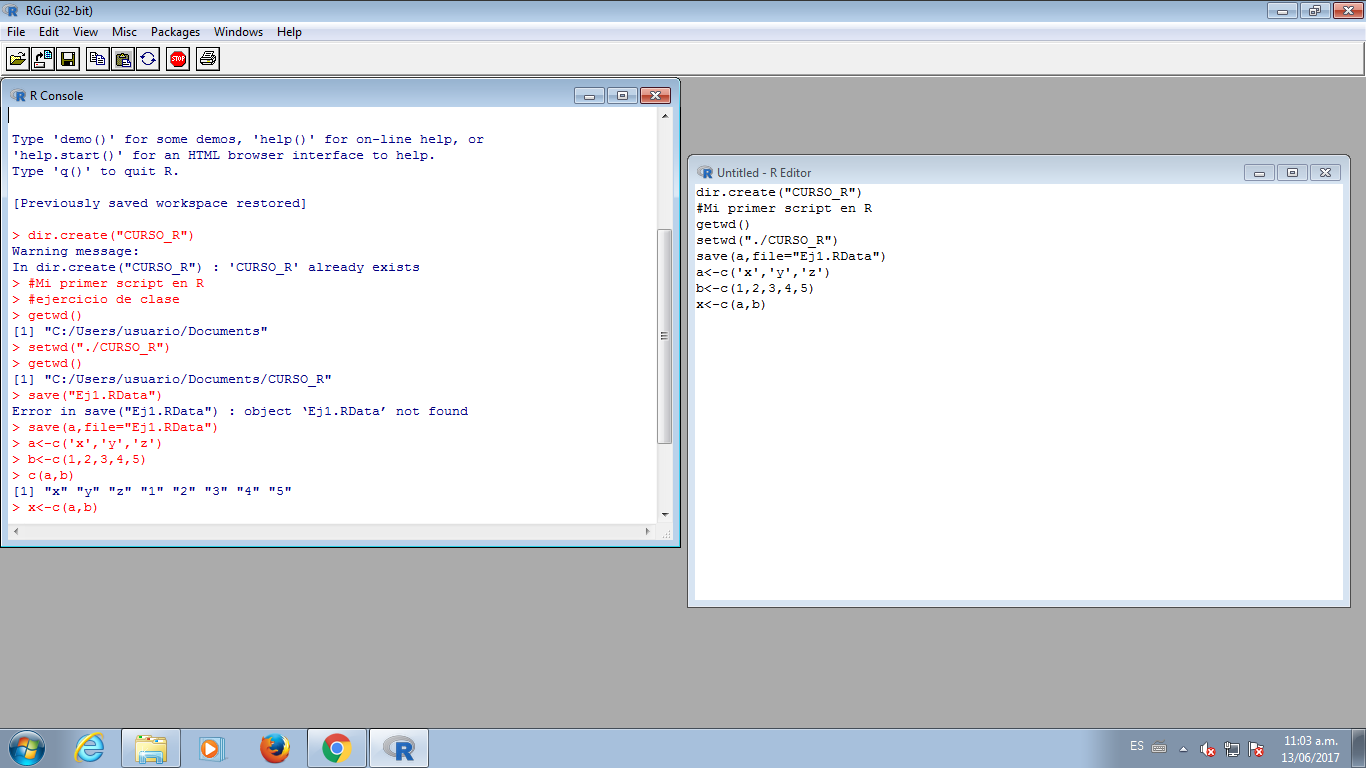 RGui (32-bit)
File Edit View Misc Packages Windows Help
STOP
R Console
Type 'demo()' for some demos, 'help()' for on-line help, or
'help.start()' for an HTML browser interface to help.
Type 'q()' to quit R.
[Previously saved workspace restored]
> dir.create("CURSO_R")
Warning message:
In dir.create("CURSO_R") : 'CURSO_R' already exists
> #Mi primer script en R
> #ejercicio de clase
> getwd()
[1] "C:/Users/usuario/Documents"
> setwd("./CURSO_R")
> getwd()
[1] "C:/Users/usuario/Documents/CURSO_R"
> save("Ej1.RData")
Error in save("Ej1.RData") : object ‘Ej1.RData’ not found
> save(a,file="Ej1.RData")
> a<-c('x','y','z')
> b<-c(1,2,3,4,5)
> c(a,b)
[1] "x" "y" "z" "1" "2" "3" "4" "5"
> x<-c(a,b)
Untitled - R Editor
dir.create("CURSO_R")
#Mi primer script en R
getwd()
setwd("./CURSO_R")
save(a,file="Ej1.RData")
a<-c('x','y','z')
b<-c(1,2,3,4,5)
x<-c(a,b)
ES
11:03 a.m.
13/06/2017